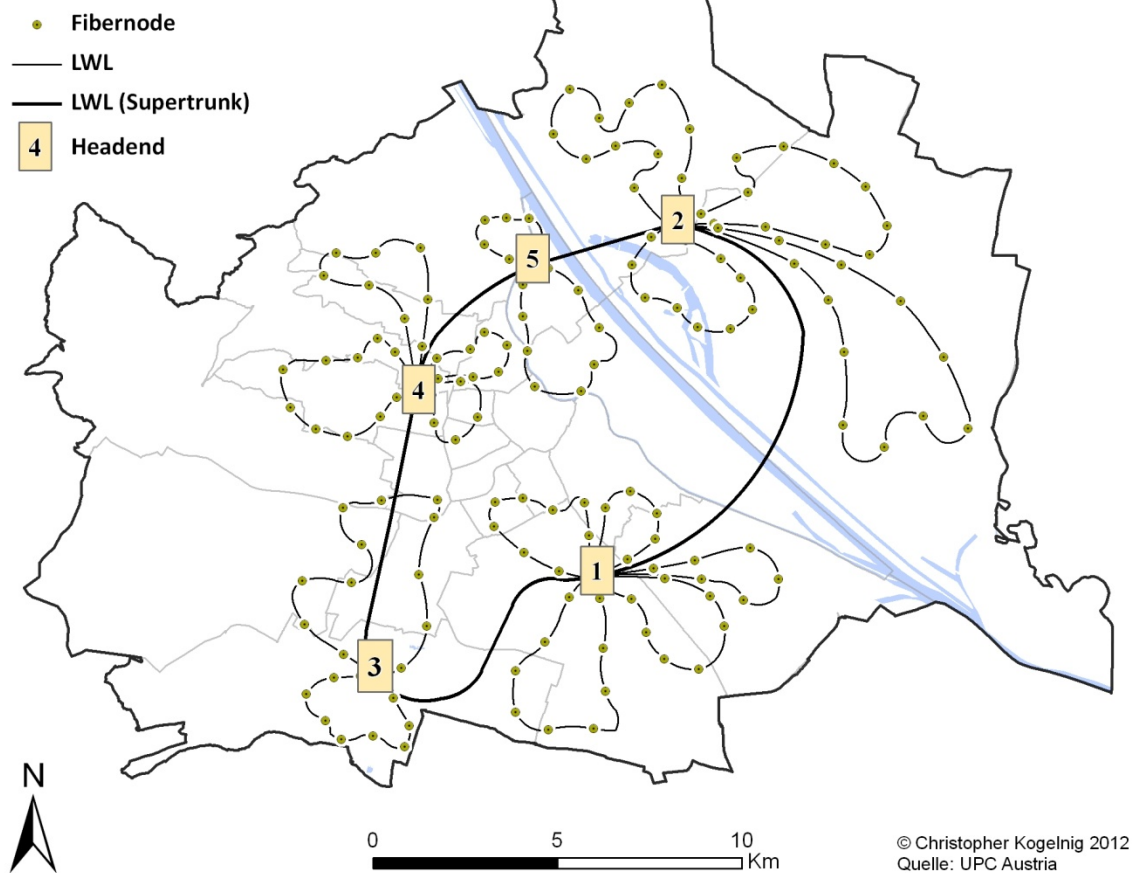 Fibernode
LWL
LWL (Supertrunk)
4 Headend
2
5
4
1
3
N
0 5 10
Km
© Christopher Kogelnig 2012
Quelle: UPC Austria